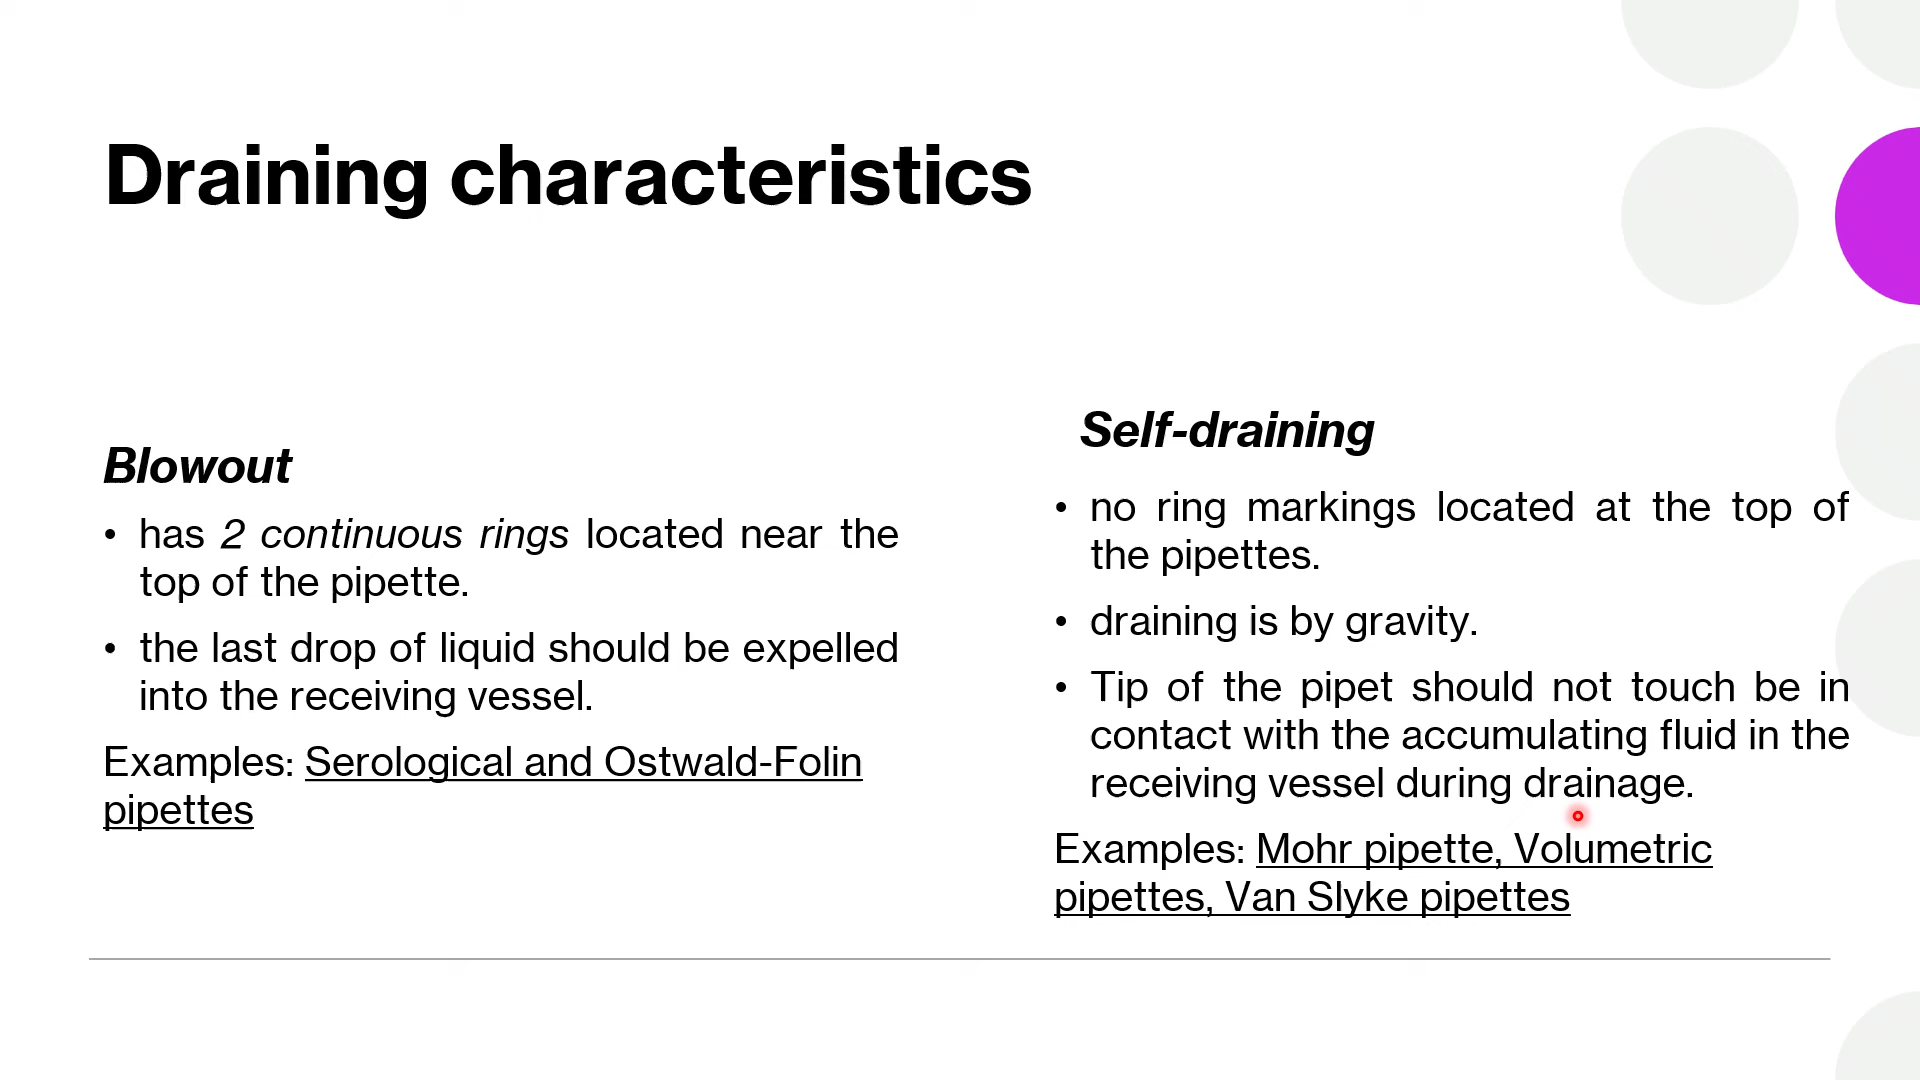 Draining characteristics
Blowout
• has 2 continuous rings located near the
top of the pipette.
• the last drop of liquid should be expelled
into the receiving vessel.
Examples: Serological and Ostwald-Folin
pipettes
Self-draining
• no ring markings located at the top of
the pipettes.
• draining is by gravity.
• Tip of the pipet should not touch be in
contact with the accumulating fluid in the
receiving vessel during drainage.
Examples: Mohr pipette, Volumetric
pipettes, Van Slyke pipettes